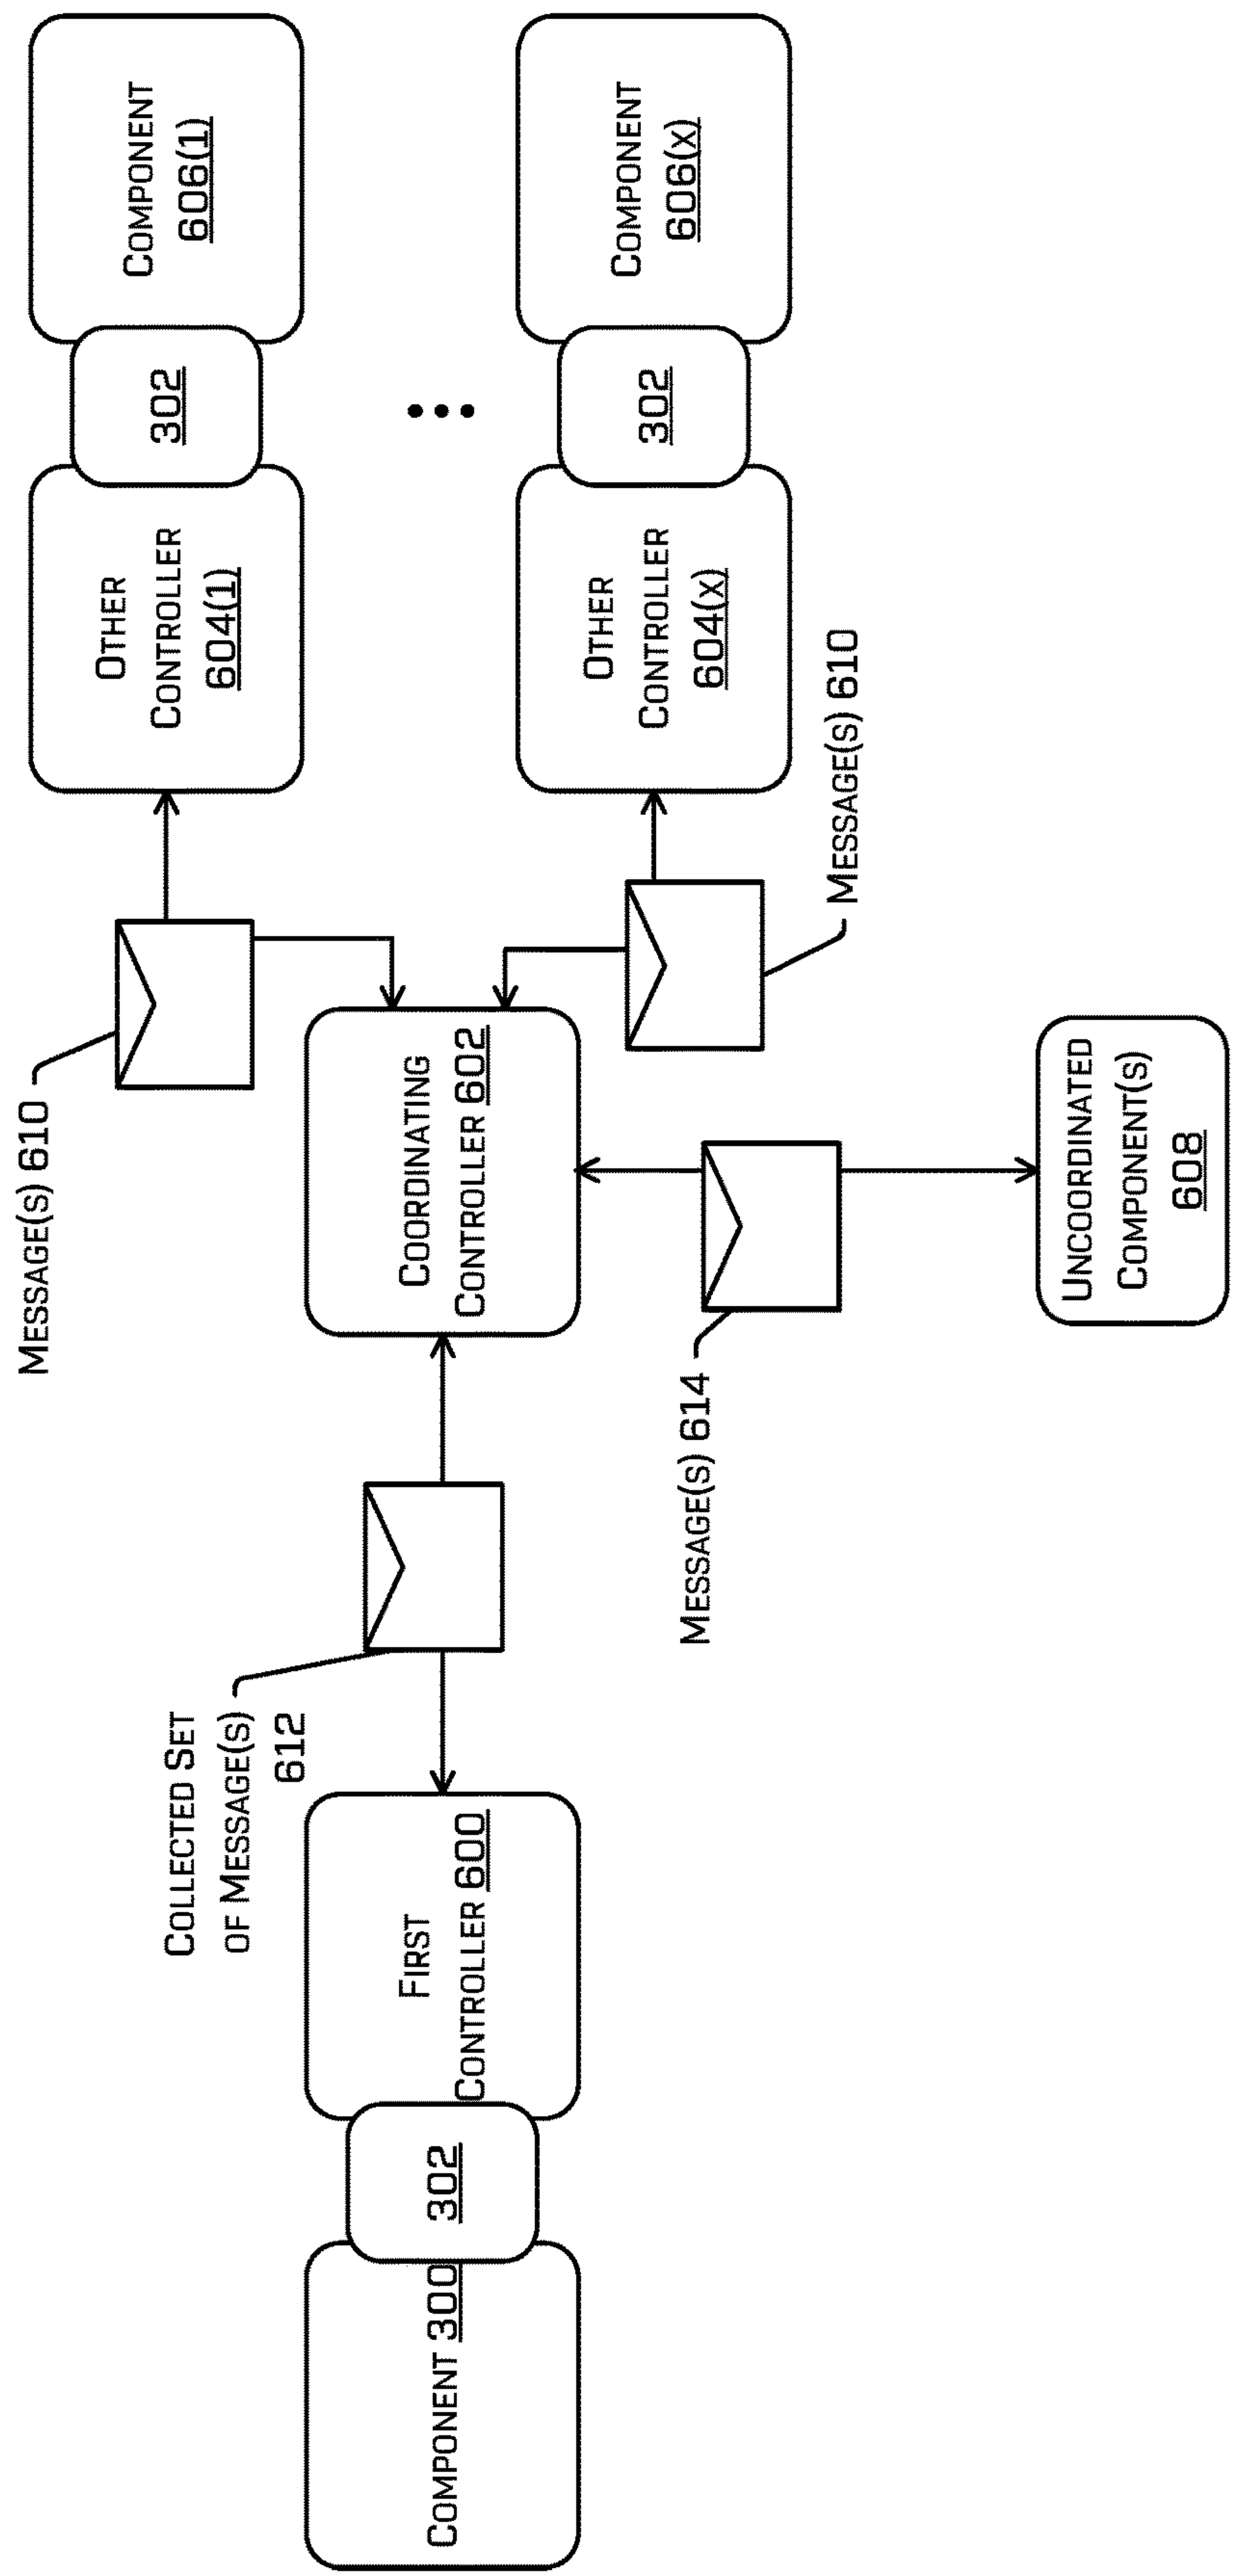 COMPONENT 300
302
FIRST
CONTROLLER 600
COLLECTED SET
OF MESSAGE(S)
612
COORDINATING
CONTROLLER 602
MESSAGE(S) 610
OTHER
CONTROLLER
604(1)
302
COMPONENT
606(1)
•••
OTHER
CONTROLLER
604(X)
302
COMPONENT
606(X)
MESSAGE(S) 610
MESSAGE(S) 614
UNCOORDINATED
COMPONENT(S)
608